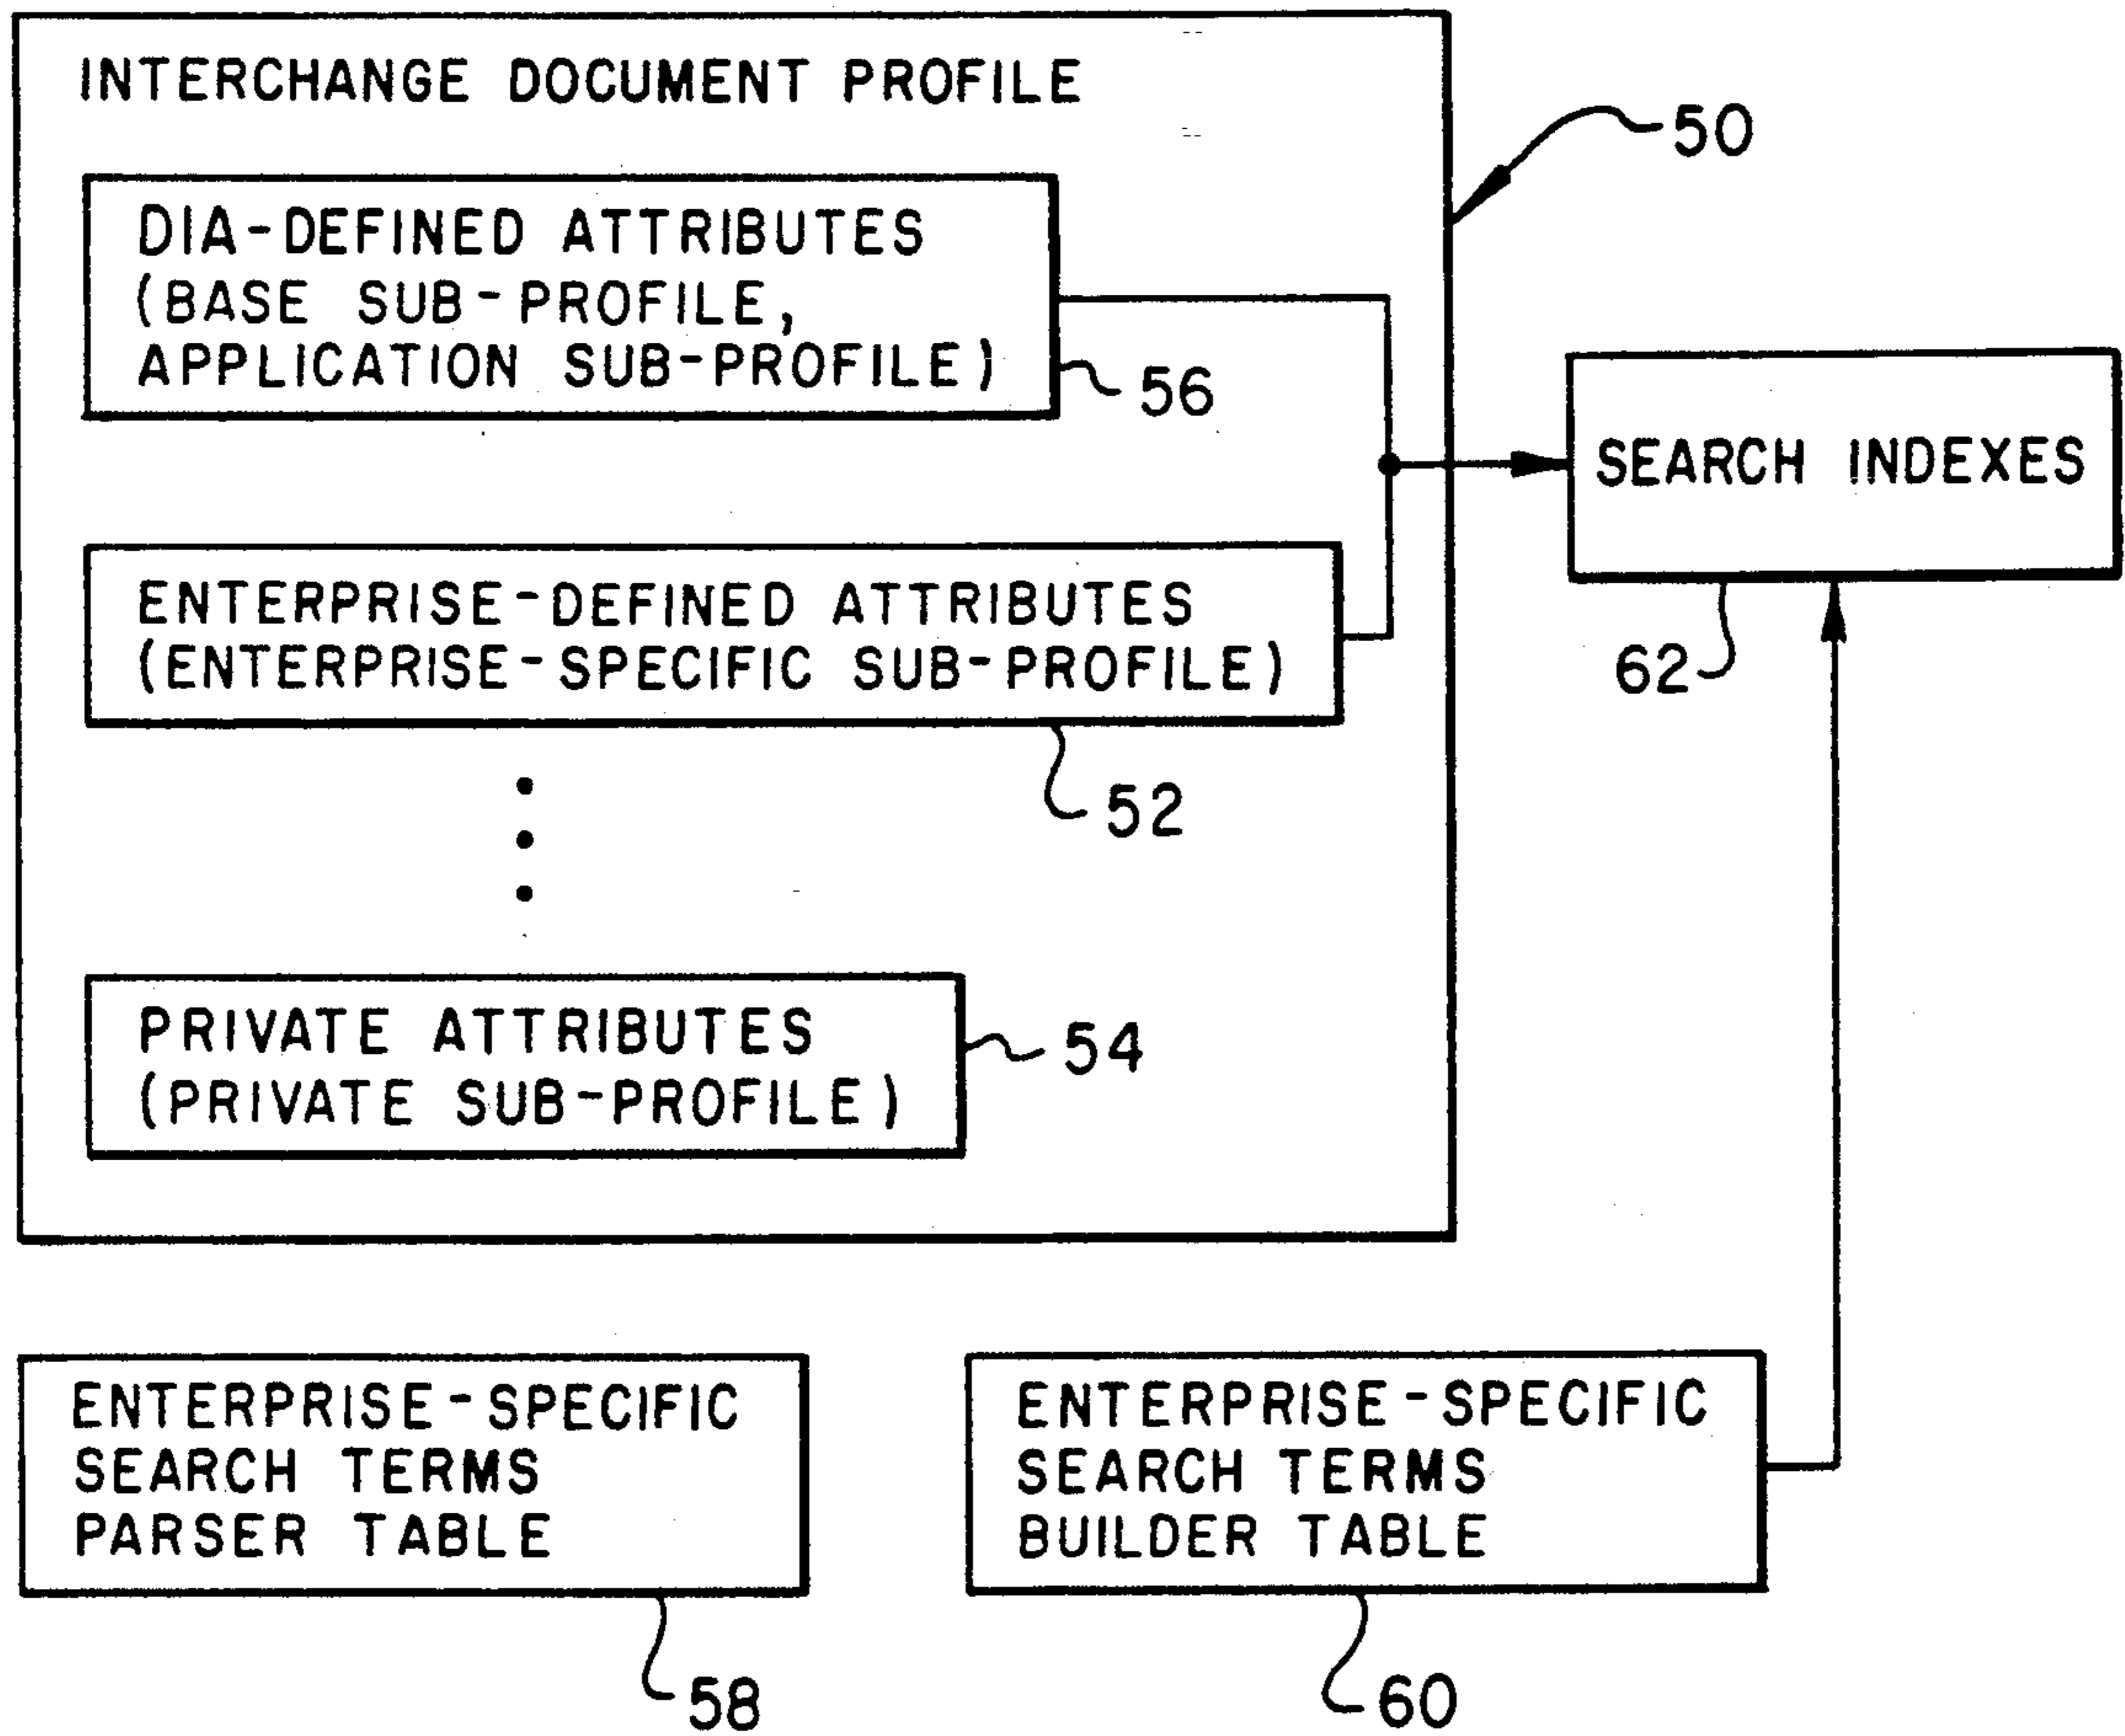 INTERCHANGE DOCUMENT PROFILE
50
DIA-DEFINED ATTRIBUTES
(BASE SUB-PROFILE,
APPLICATION SUB-PROFILE)
56
SEARCH INDEXES
62
ENTERPRISE-DEFINED ATTRIBUTES
(ENTERPRISE-SPECIFIC SUB-PROFILE)
52
PRIVATE ATTRIBUTES
(PRIVATE SUB-PROFILE)
54
ENTERPRISE-SPECIFIC
SEARCH TERMS
PARSER TABLE
58
ENTERPRISE-SPECIFIC
SEARCH TERMS
BUILDER TABLE
60